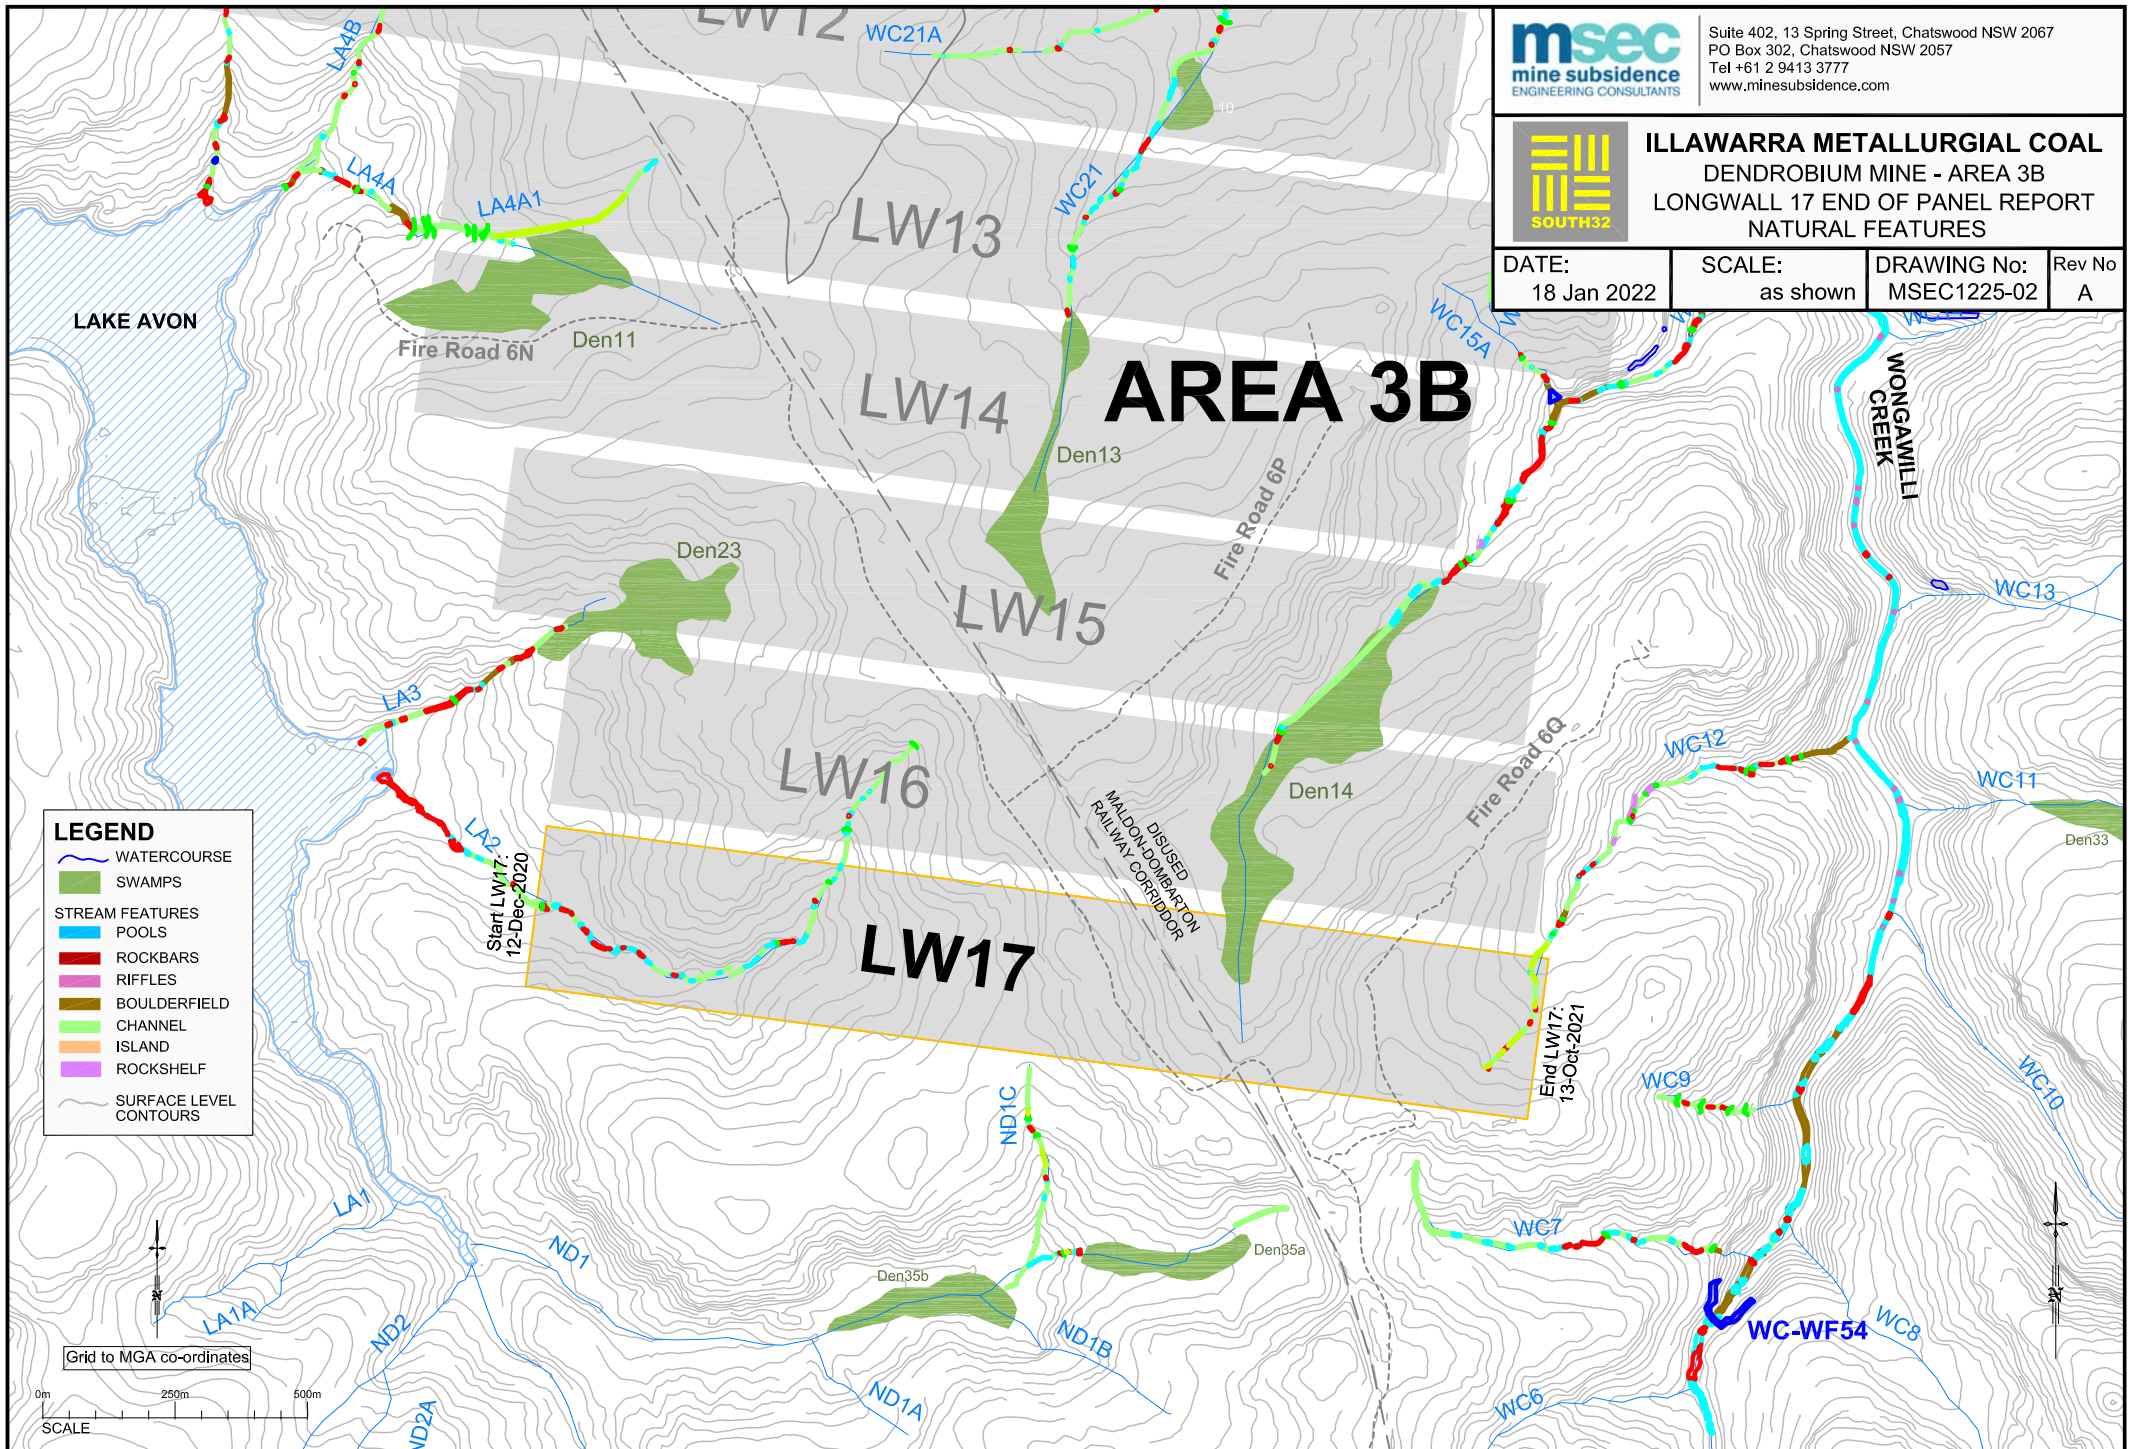 msec
mine subsidence
ENGINEERING CONSULTANTS
Suite 402, 13 Spring Street, Chatswood NSW 2067
PO Box 302, Chatswood NSW 2057
Tel +61 2 9413 3777
www.minesubsidence.com
SOUTH32
ILLAWARRA METALLURGIAL COAL
DENDROBIUM MINE - AREA 3B
LONGWALL 17 END OF PANEL REPORT
NATURAL FEATURES
DATE:
18 Jan 2022
SCALE:
as shown
DRAWING No:
MSEC1225-02
Rev No
A
LW12
WC21A
LA4B
10
LA4A
LA4A1
WC21
LW13
LAKE AVON
Fire Road 6N
Den11
WC15A
AREA 3B
LW14
WONGAWILLI
CREEK
Den13
Fire Road 6P
Den23
LW15
WC13
LA3
WC12
Fire Road 6Q
LW16
WC11
Den14
Den33
DISUSED
MALDON-DOMBARTON
RAILWAY CORRIDDOR
LA2
Start LW17:
12-Dec-2020
LW17
End LW17:
13-Oct-2021
LEGEND
WATERCOURSE
SWAMPS
STREAM FEATURES
POOLS
ROCKBARS
RIFFLES
BOULDERFIELD
CHANNEL
ISLAND
ROCKSHELF
SURFACE LEVEL
CONTOURS
WC9
WC10
ND1C
LA1
LA1A
ND1
ND2
ND2A
Den35a
Den35b
ND1B
ND1A
WC7
WC8
WC-WF54
WC6
N
N
Grid to MGA co-ordinates
0m 250m 500m
SCALE